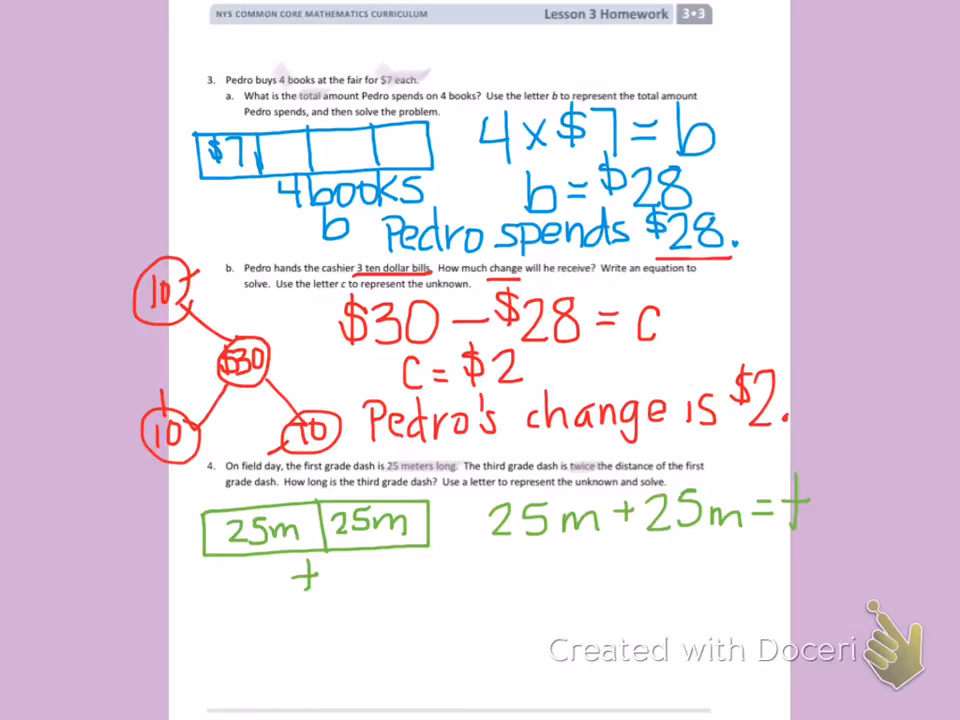 NYS COMMON CORE MATHEMATICS CURRICULUM Lesson 3 Homework 3•3
3. Pedro buys 4 books at the fair for $7 each.
a. What is the total amount Pedro spends on 4 books? Use the letter b to represent the total amount
Pedro spends, and then solve the problem.
$7
4 books
b
4 x $7 = b
b = $28
Pedro spends $28.
b. Pedro hands the cashier 3 ten dollar bills. How much change will he receive? Write an equation to
solve. Use the letter c to represent the unknown.
10
$30
10
10
$30 - $28 = c
c = $2
Pedro's change is $2.
4. On field day, the first grade dash is 25 meters long. The third grade dash is twice the distance of the first
grade dash. How long is the third grade dash? Use a letter to represent the unknown and solve.
25m 25m
t
25m + 25m = t
Created with Doceri